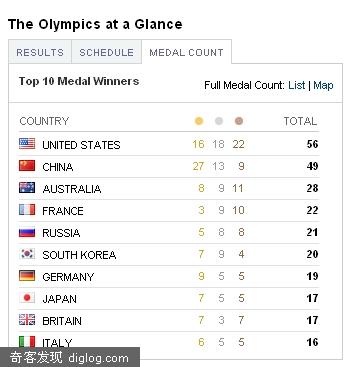 The Olympics at a Glance
RESULTS SCHEDULE MEDAL COUNT
Top 10 Medal Winners Full Medal Count: List | Map
COUNTRY TOTAL
UNITED STATES 16 18 22 56
CHINA 27 13 9 49
AUSTRALIA 8 9 11 28
FRANCE 3 9 10 22
RUSSIA 5 8 8 21
SOUTH KOREA 7 9 4 20
GERMANY 9 5 5 19
JAPAN 7 5 5 17
BRITAIN 7 3 7 17
ITALY 6 5 5 16
奇客发现 diglog.com